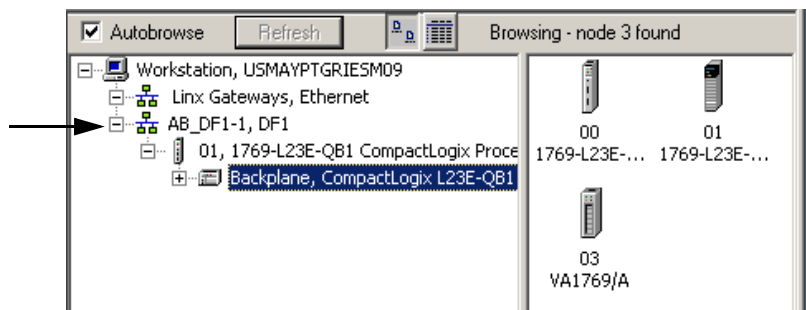 Autobrowse Refresh Browsing - node 3 found
Workstation, USMAYPTGRIESM09
Linx Gateways, Ethernet
AB_DF1-1, DF1
01, 1769-L23E-QB1 CompactLogix Proce
Backplane, CompactLogix L23E-QB1
00 01
1769-L23E-... 1769-L23E-...
03
VA1769/A